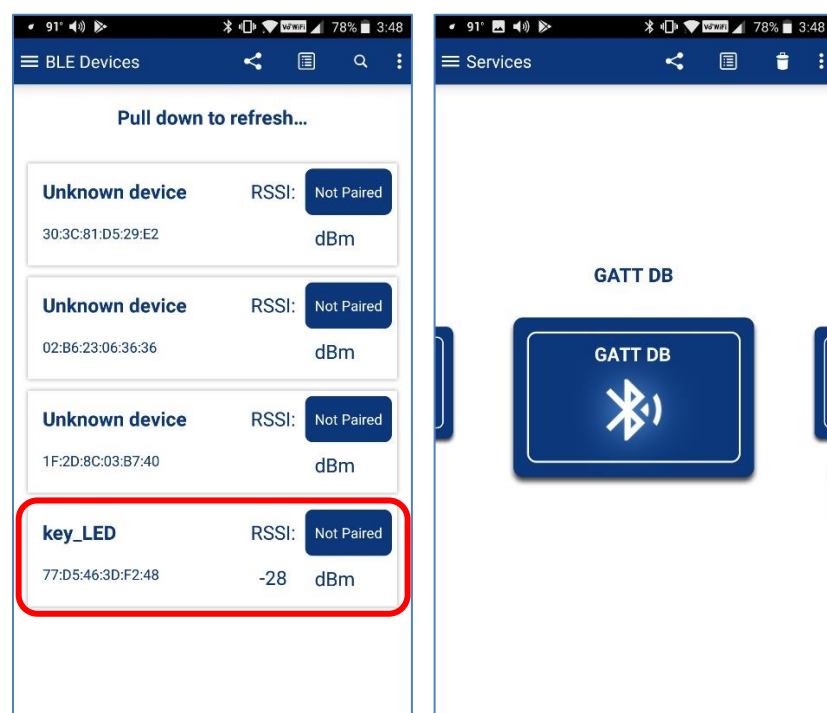 91° 78% 3:48
BLE Devices
Pull down to refresh...
Unknown device RSSI: Not Paired
30:3C:81:D5:29:E2 dBm
Unknown device RSSI: Not Paired
02:B6:23:06:36:36 dBm
Unknown device RSSI: Not Paired
1F:2D:8C:03:B7:40 dBm
key_LED RSSI: Not Paired
77:D5:46:3D:F2:48 -28 dBm
91° 78% 3:48
Services
GATT DB
GATT DB